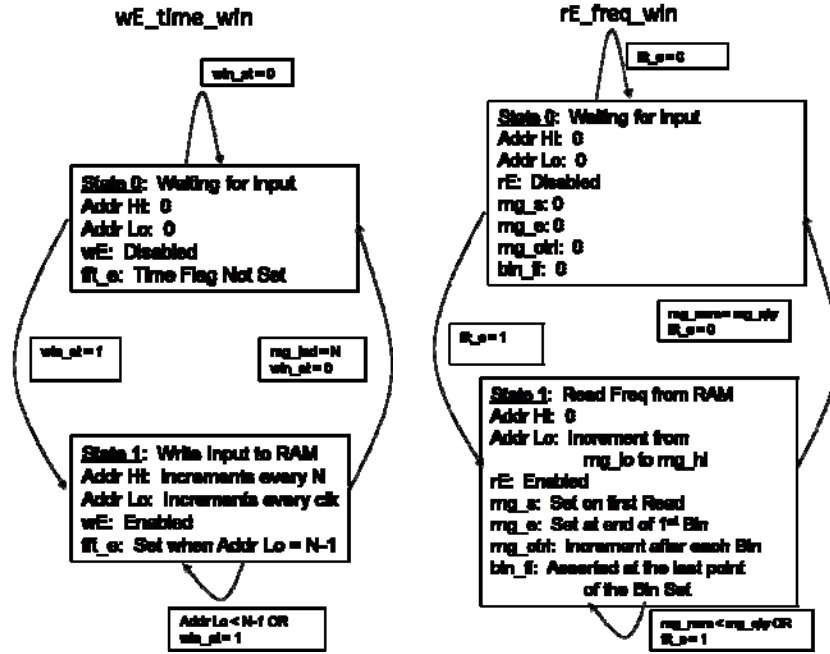 wE_time_win
win_st = 0
State 0: Waiting for Input
Addr Hi: 0
Addr Lo: 0
wE: Disabled
fft_e: Time Flag Not Set
win_st = 1
rng_ind = N
win_st = 0
State 1: Write Input to RAM
Addr Hi: Increments every N
Addr Lo: Increments every clk
wE: Enabled
fft_e: Set when Addr Lo = N-1
Addr Lo < N-1 OR
win_st = 1
rE_freq_win
fft_e = 0
State 0: Waiting for Input
Addr Hi: 0
Addr Lo: 0
rE: Disabled
rng_s: 0
rng_e: 0
rng_ctrl: 0
bin_ff: 0
fft_e = 1
fft_e = 0
State 1: Read Freq from RAM
Addr Hi: 0
Addr Lo: Increment from
rng_lo to rng_hi
rE: Enabled
rng_s: Set on first Read
rng_e: Set at end of 1st Bin
rng_ctrl: Increment after each Bin
bin_ff: Asserted at the last point
of the Bin Set
OR
fft_e = 1